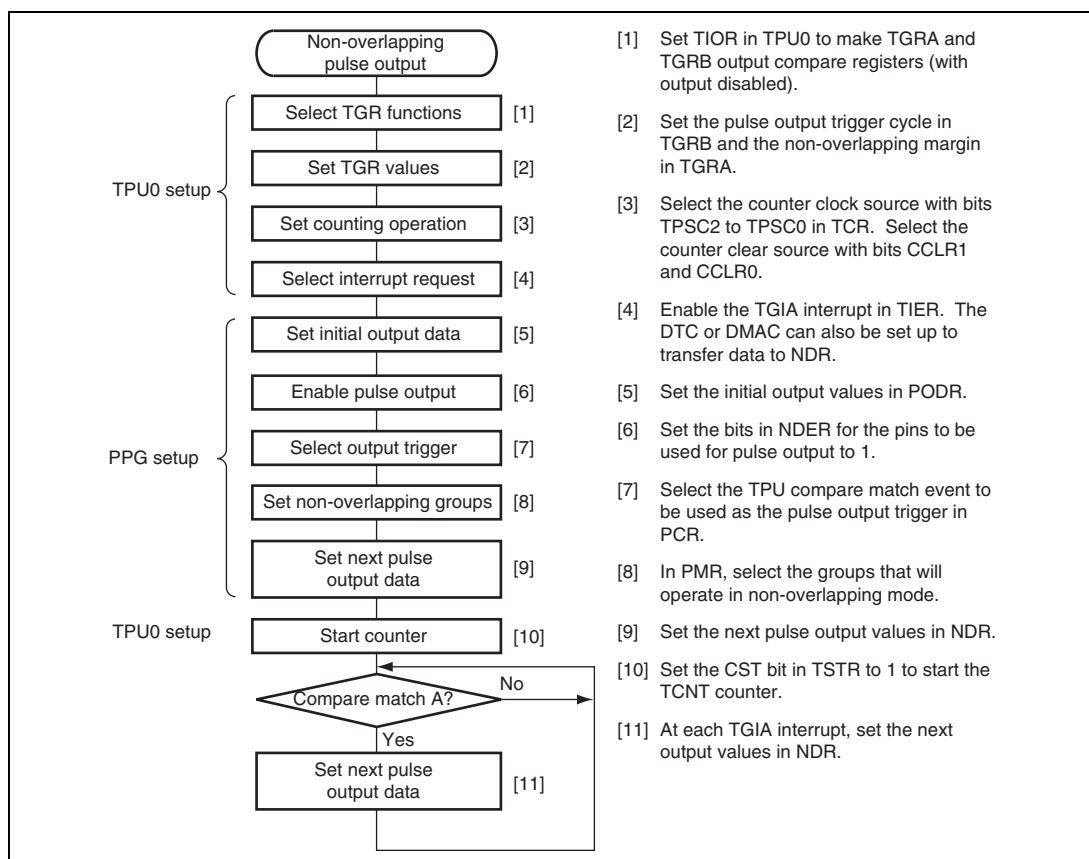 Non-overlapping
pulse output
TPU0 setup
Select TGR functions [1]
Set TGR values [2]
Set counting operation [3]
Select interrupt request [4]
PPG setup
Set initial output data [5]
Enable pulse output [6]
Select output trigger [7]
Set non-overlapping groups [8]
Set next pulse
output data
[9]
TPU0 setup
Start counter [10]
Compare match A?
No
Yes
Set next pulse
output data
[11]
[1] Set TIOR in TPU0 to make TGRA and
TGRB output compare registers (with
output disabled).
[2] Set the pulse output trigger cycle in
TGRB and the non-overlapping margin
in TGRA.
[3] Select the counter clock source with bits
TPSC2 to TPSC0 in TCR. Select the
counter clear source with bits CCLR1
and CCLR0.
[4] Enable the TGIA interrupt in TIER. The
DTC or DMAC can also be set up to
transfer data to NDR.
[5] Set the initial output values in PODR.
[6] Set the bits in NDER for the pins to be
used for pulse output to 1.
[7] Select the TPU compare match event to
be used as the pulse output trigger in
PCR.
[8] In PMR, select the groups that will
operate in non-overlapping mode.
[9] Set the next pulse output values in NDR.
[10] Set the CST bit in TSTR to 1 to start the
TCNT counter.
[11] At each TGIA interrupt, set the next
output values in NDR.